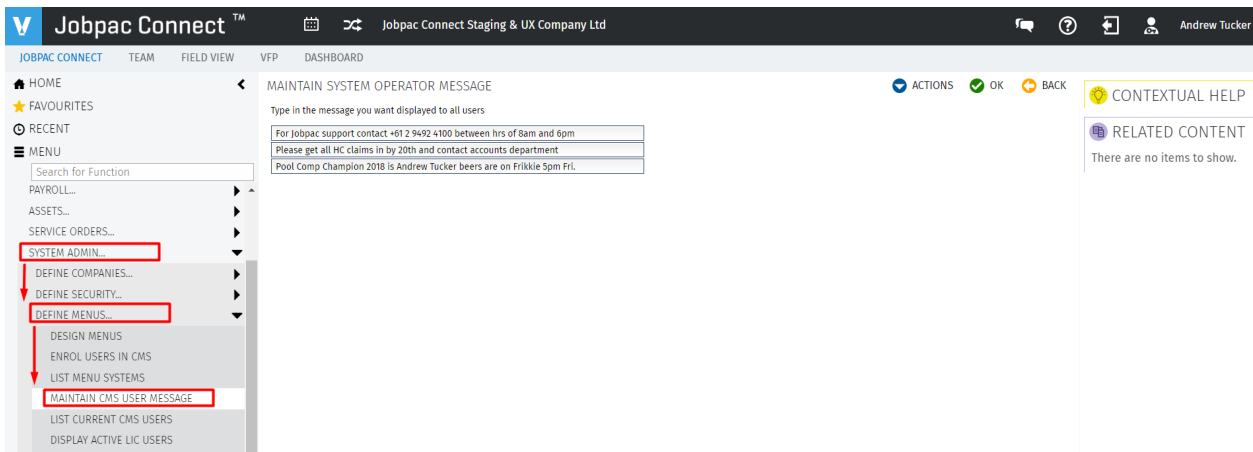 Jobpac Connect ™
Jobpac Connect Staging & UX Company Ltd
Andrew Tucker
JOBPAC CONNECT
TEAM
FIELD VIEW
VFP
DASHBOARD
HOME
FAVOURITES
RECENT
MENU
Search for Function
PAYROLL...
ASSETS...
SERVICE ORDERS...
SYSTEM ADMIN...
DEFINE COMPANIES...
DEFINE SECURITY...
DEFINE MENUS...
DESIGN MENUS
ENROL USERS IN CMS
LIST MENU SYSTEMS
MAINTAIN CMS USER MESSAGE
LIST CURRENT CMS USERS
DISPLAY ACTIVE LIC USERS
MAINTAIN SYSTEM OPERATOR MESSAGE
ACTIONS
OK
BACK
Type in the message you want displayed to all users
For Jobpac support contact +61 2 9492 4100 between hrs of 8am and 6pm
Please get all HC claims in by 20th and contact accounts department
Pool Comp Champion 2018 is Andrew Tucker beers are on Frikkie 5pm Fri.
CONTEXTUAL HELP
RELATED CONTENT
There are no items to show.